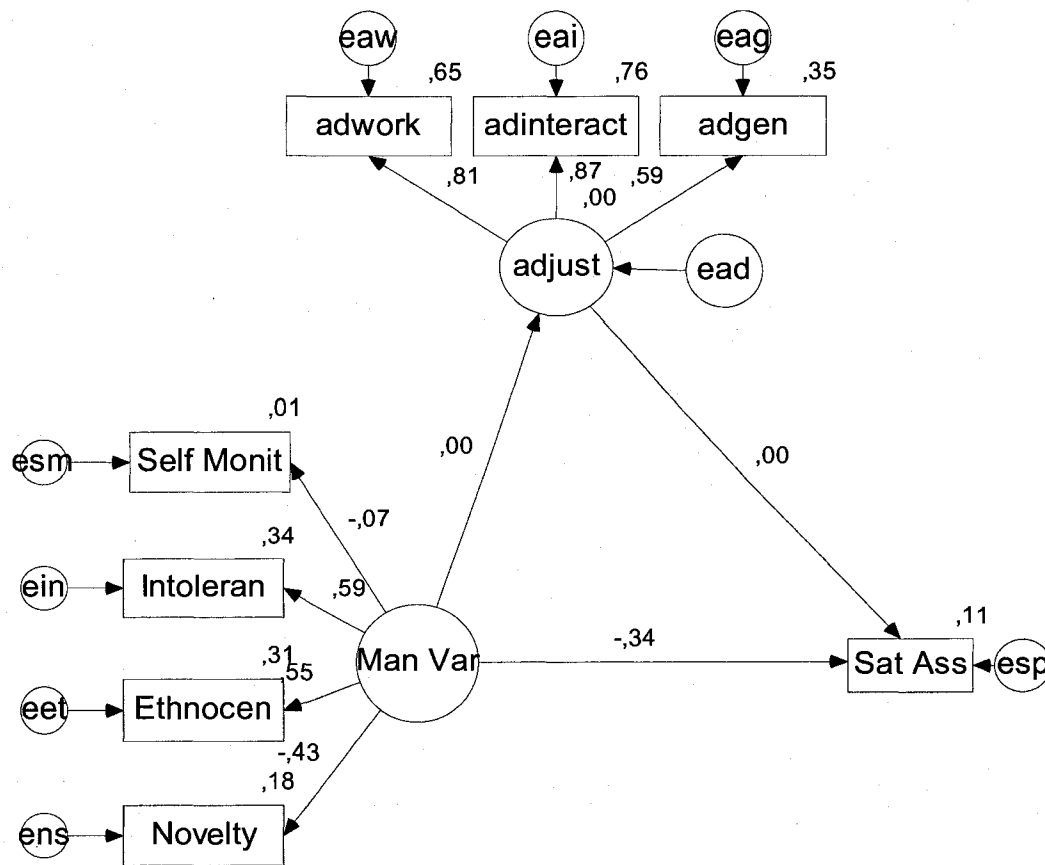 eaw eai eag
,65 ,76 ,35
adwork adinteract adgen
,81 ,87 ,59
,00
adjust ead
,01
esm Self Monit ,00 ,00
-,07
,34
ein Intoleran ,59
,31 Man Var -,34 ,11
,55 Sat Ass esp
eet Ethnocen
-,43
,18
ens Novelty